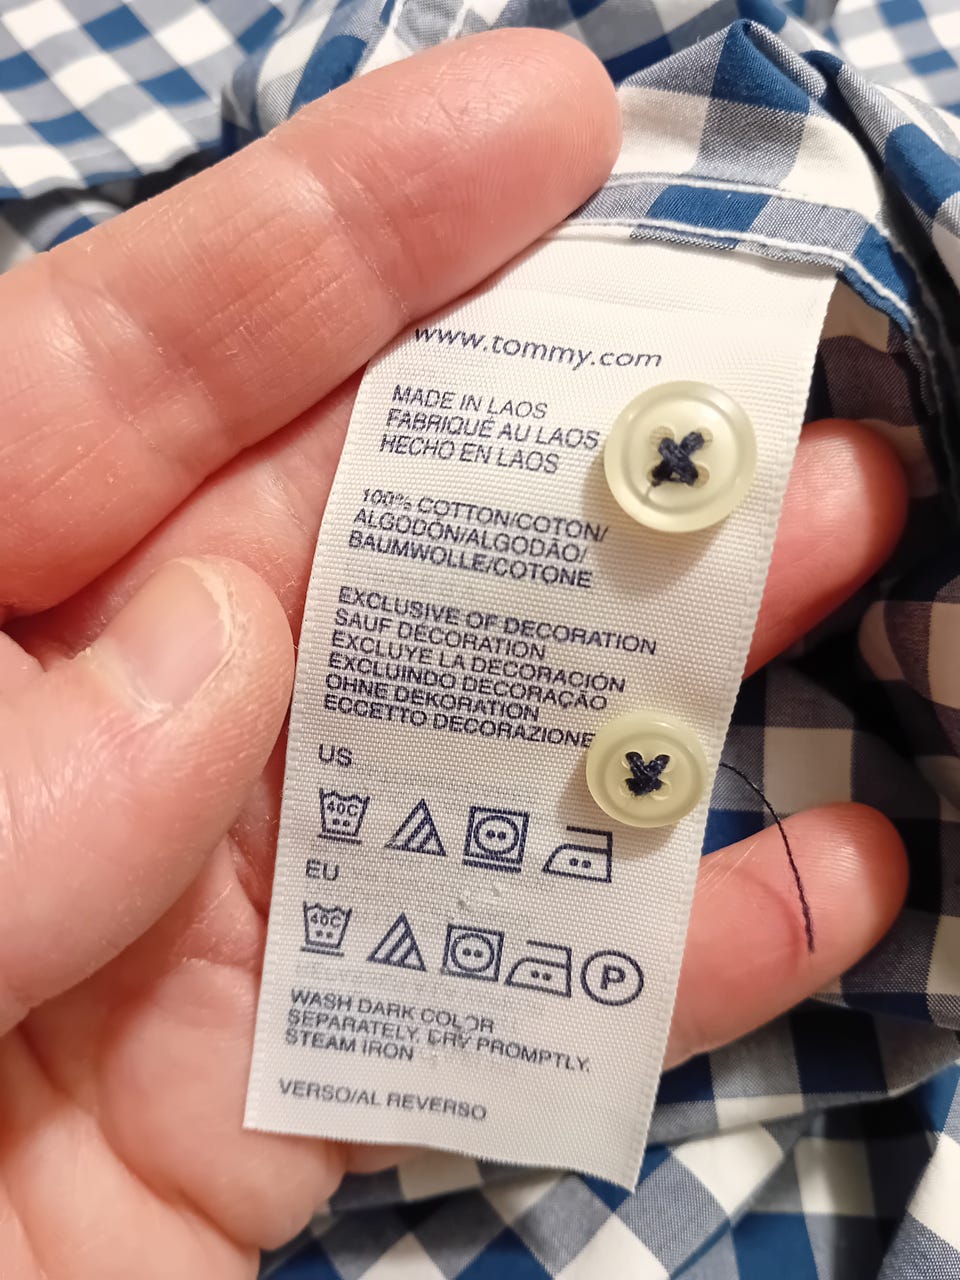 www.tommy.com
MADE IN LAOS
FABRIQUÉ AU LAOS
HECHO EN LAOS
100% COTTON/COTON/
ALGODÓN/ALGODÃO/
BAUMWOLLE/COTONE
EXCLUSIVE OF DECORATION
SAUF DECORATION
EXCLUYE LA DECORACIÓN
EXCLUINDO DECORAÇÃO
OHNE DEKORATION
ECCETTO DECORAZIONE
US
40C
EU
40C
P
WASH DARK COLOR
SEPARATELY. DRY PROMPTLY.
STEAM IRON
VERSO/AL REVERSO